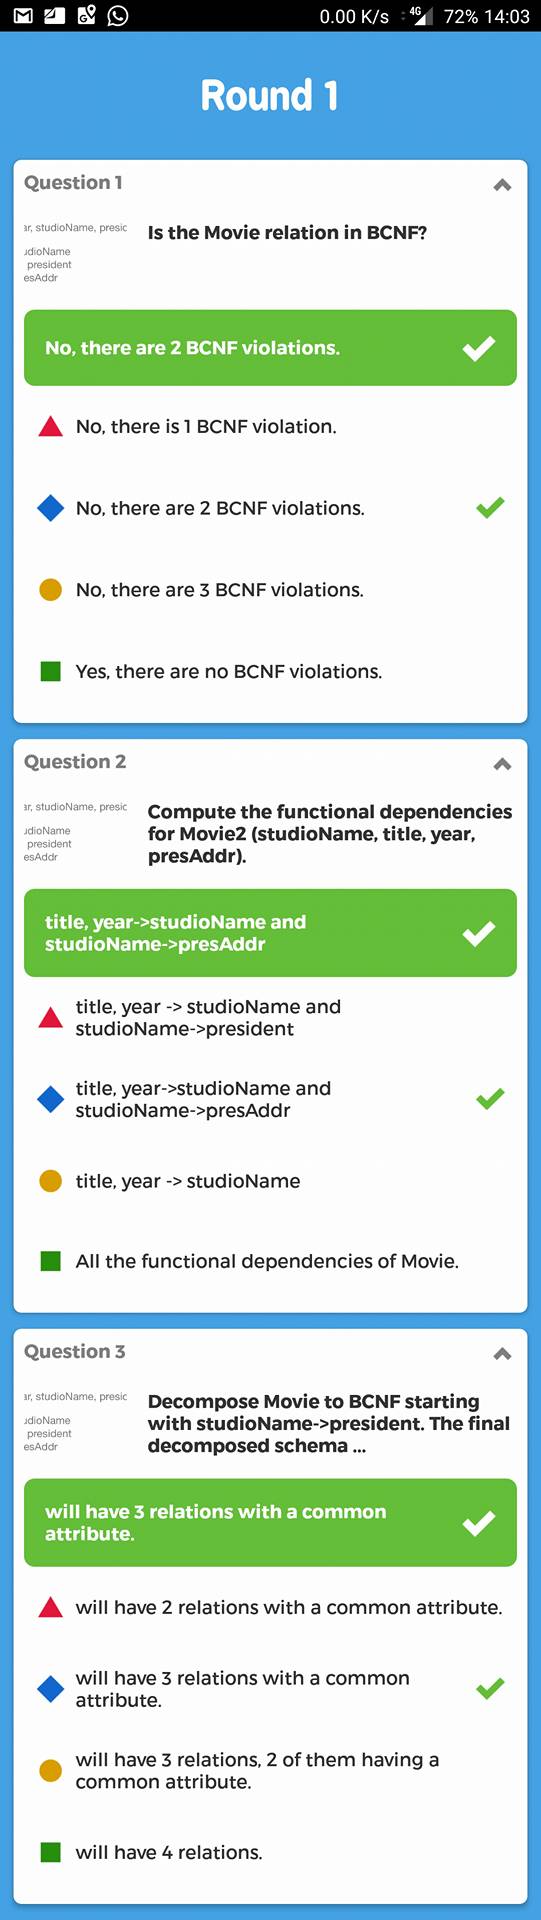 0.00 K/s 4G 72% 14:03
Round 1
Question 1
ar, studioName, presic
Is the Movie relation in BCNF?
president
No, there are 2 BCNF violations.
No, there is 1 BCNF violation.
No, there are 2 BCNF violations.
No, there are 3 BCNF violations.
Yes, there are no BCNF violations.
Question 2
ar, studioName, presic
Compute the functional dependencies
for Movie2 (studioName, title, year,
presAddr).
president
title, year->studioName and
studioName->presAddr
title, year -> studioName and
studioName->president
title, year->studioName and
studioName->presAddr
title, year -> studioName
All the functional dependencies of Movie.
Question 3
ar, studioName, presic
Decompose Movie to BCNF starting
with studioName->president. The final
decomposed schema ...
president
will have 3 relations with a common
attribute.
will have 2 relations with a common attribute.
will have 3 relations with a common
attribute.
will have 3 relations, 2 of them having a
common attribute.
will have 4 relations.